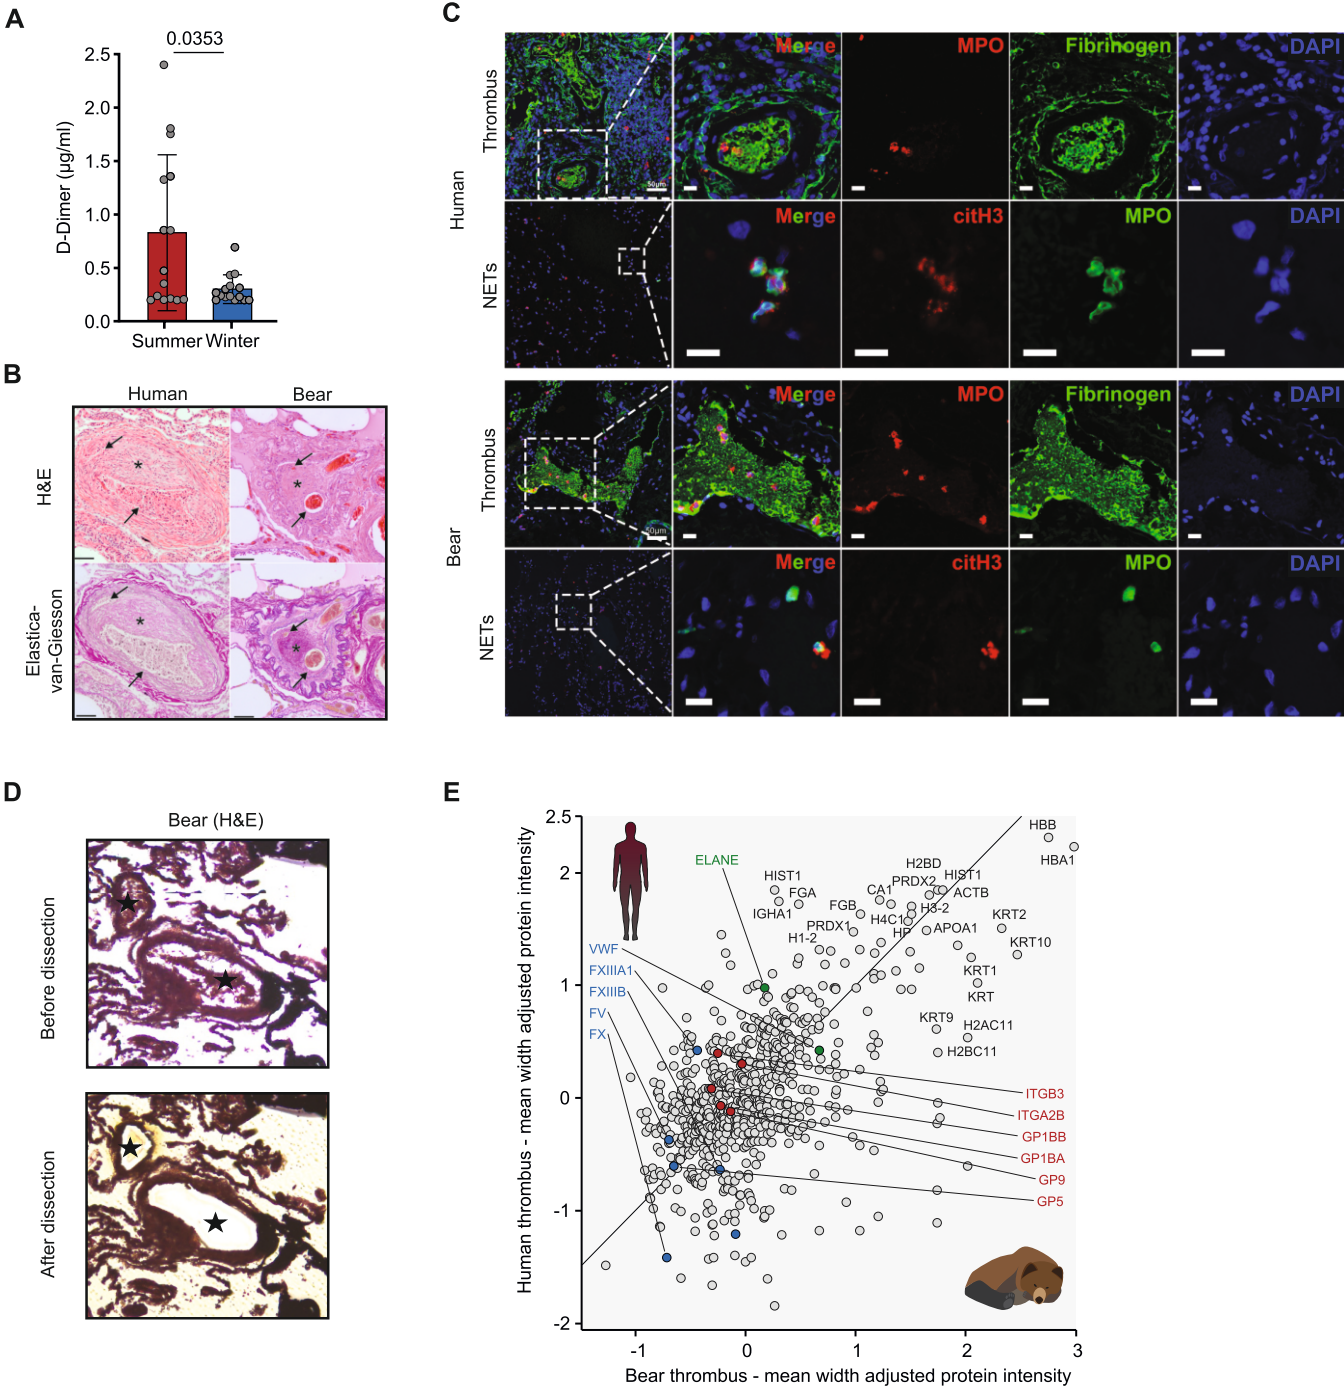 A
0.0353
2.5
2.0
1.5
1.0
0.5
0.0
D-Dimer (µg/ml)
Summer Winter
B
Human Bear
H&E
Elastica-
van-Giesson
C
Human
Thrombus
Merge MPO Fibrinogen DAPI
50µm
NETs
Merge citH3 MPO DAPI
Bear
Thrombus
Merge MPO Fibrinogen DAPI
50µm
NETs
Merge citH3 MPO DAPI
D
Bear (H&E)
Before dissection
After dissection
E
Human thrombus - mean width adjusted protein intensity
2.5
2
1
0
-1
-2
HBB
HBA1
ELANE
H2BD
HIST1
PRDX2
HIST1
FGA
CA1
ACTB
IGHA1
FGB
H3-2
KRT2
PRDX1
H4C1
HP
APOA1
H1-2
KRT10
KRT1
KRT
KRT9
H2AC11
H2BC11
VWF
FXIIIA1
FXIIIB
FV
FX
ITGB3
ITGA2B
GP1BB
GP1BA
GP9
GP5
-1 0 1 2 3
Bear thrombus - mean width adjusted protein intensity